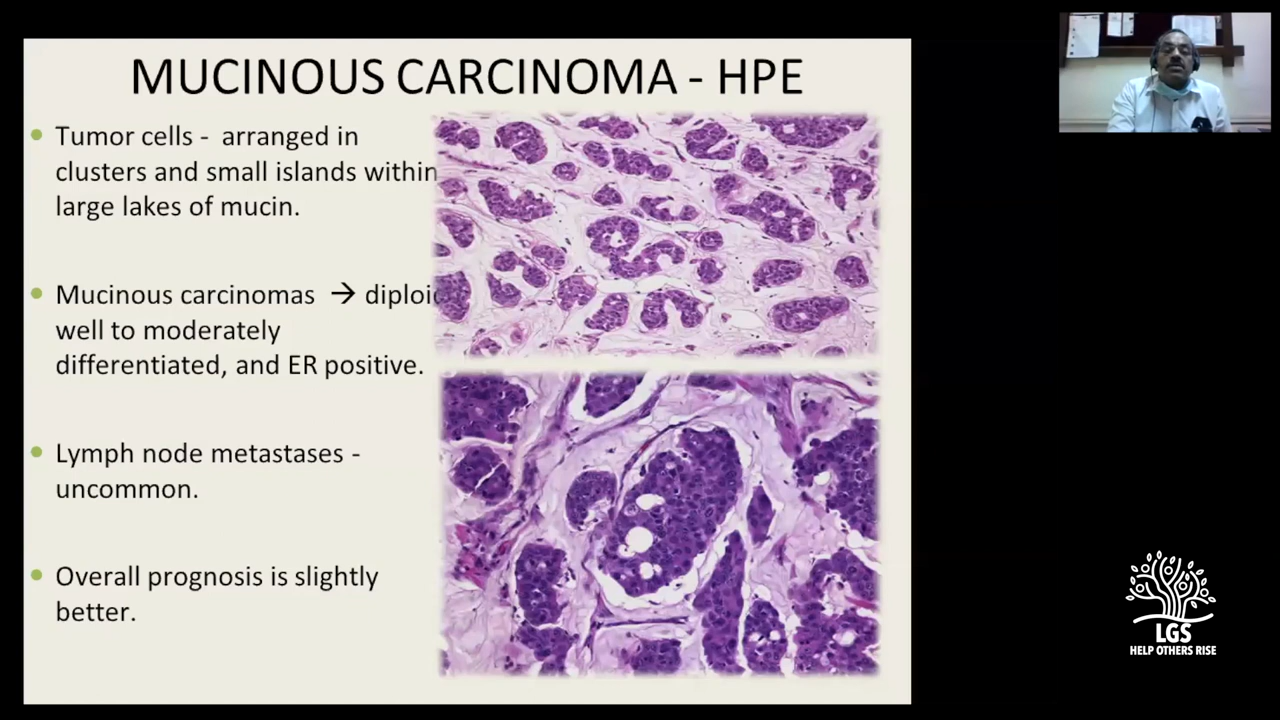 MUCINOUS CARCINOMA - HPE
Tumor cells - arranged in
clusters and small islands within
large lakes of mucin.
Mucinous carcinomas → diploid
well to moderately
differentiated, and ER positive.
Lymph node metastases -
uncommon.
Overall prognosis is slightly
better.
LGS
HELP OTHERS RISE